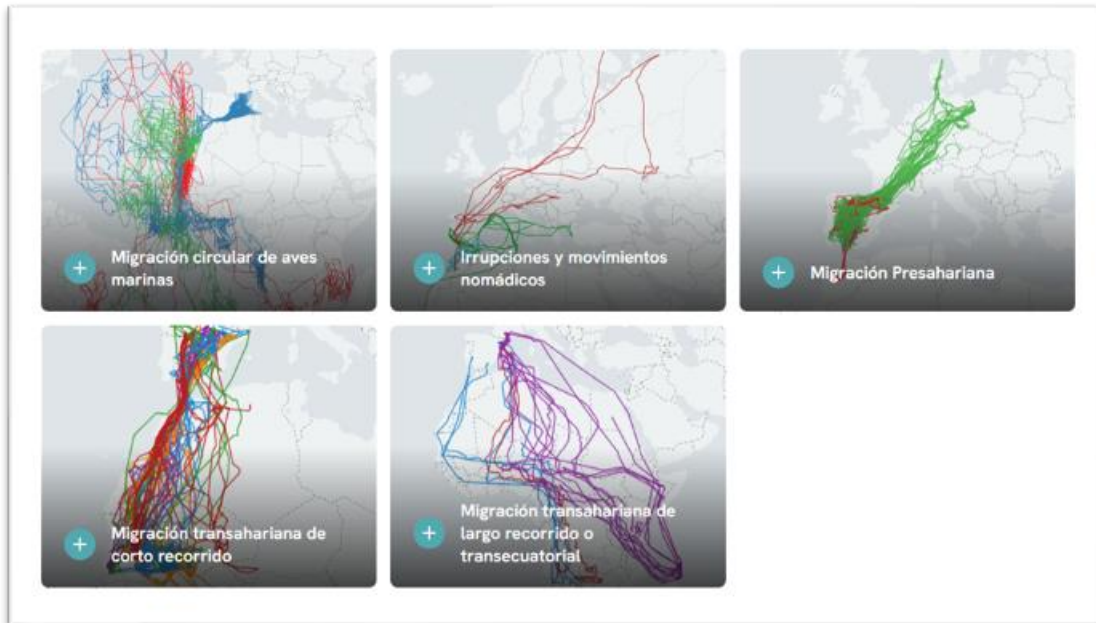 Migración circular de aves
marinas
Irrupciones y movimientos
nomádicos
Migración Presahariana
Migración transahariana de
corto recorrido
Migración transahariana de
largo recorrido o
transecuatorial